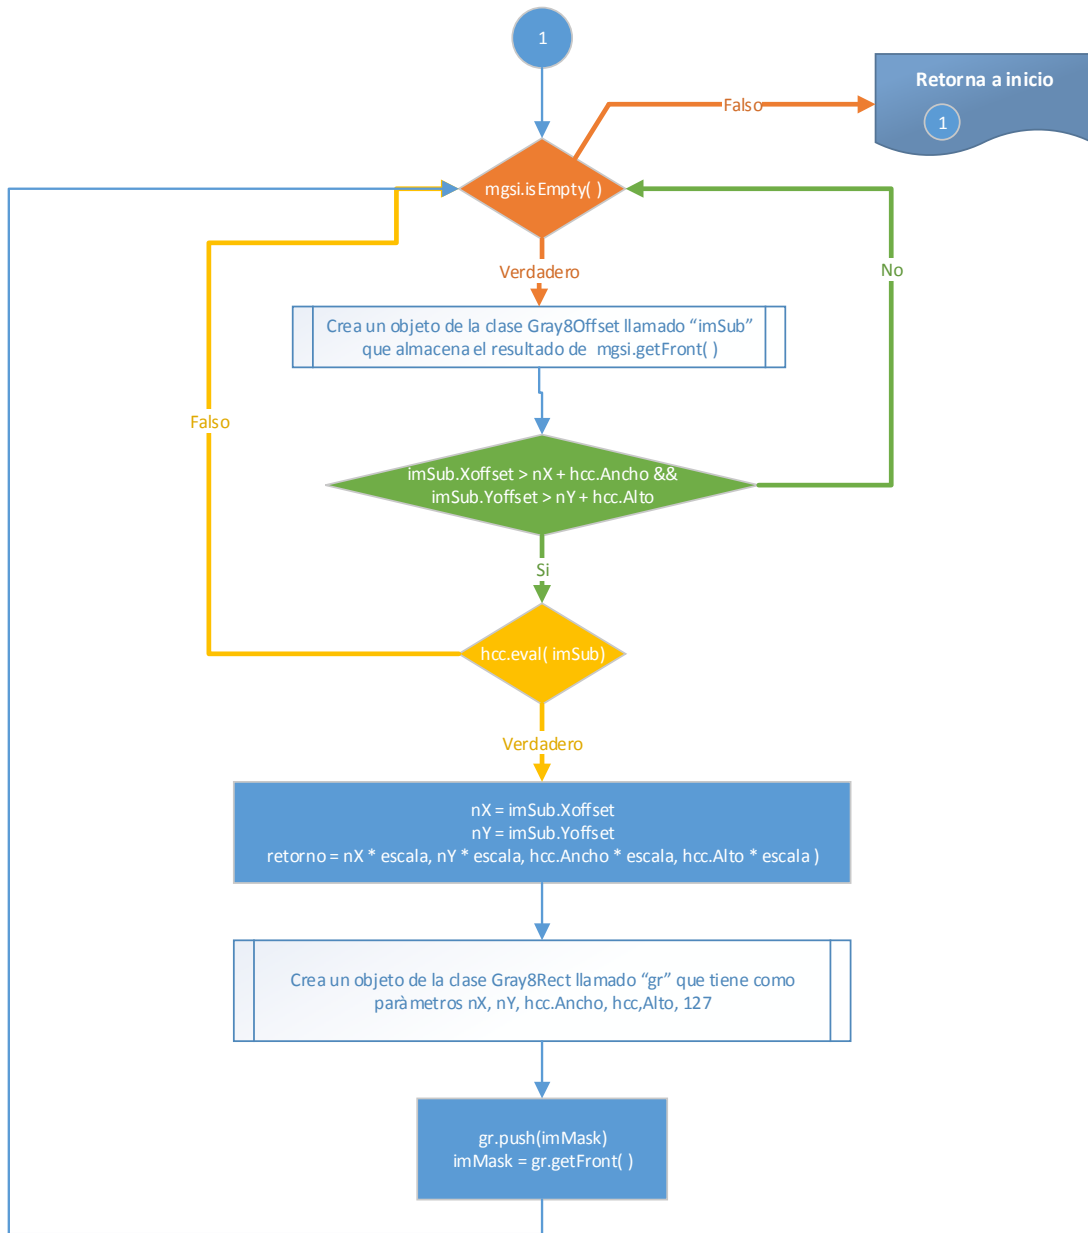 1
Falso
Retorna a inicio
1
mgsi.isEmpty( )
Verdadero
No
Crea un objeto de la clase Gray8Offset llamado “imSub”
que almacena el resultado de mgsi.getFront( )
Falso
imSub.Xoffset > nX + hcc.Ancho &&
imSub.Yoffset > nY + hcc.Alto
Si
hcc.eval( imSub)
Verdadero
nX = imSub.Xoffset
nY = imSub.Yoffset
retorno = nX * escala, nY * escala, hcc.Ancho * escala, hcc.Alto * escala )
Crea un objeto de la clase Gray8Rect llamado “gr” que tiene como
paràmetros nX, nY, hcc.Ancho, hcc,Alto, 127
gr.push(imMask)
imMask = gr.getFront( )